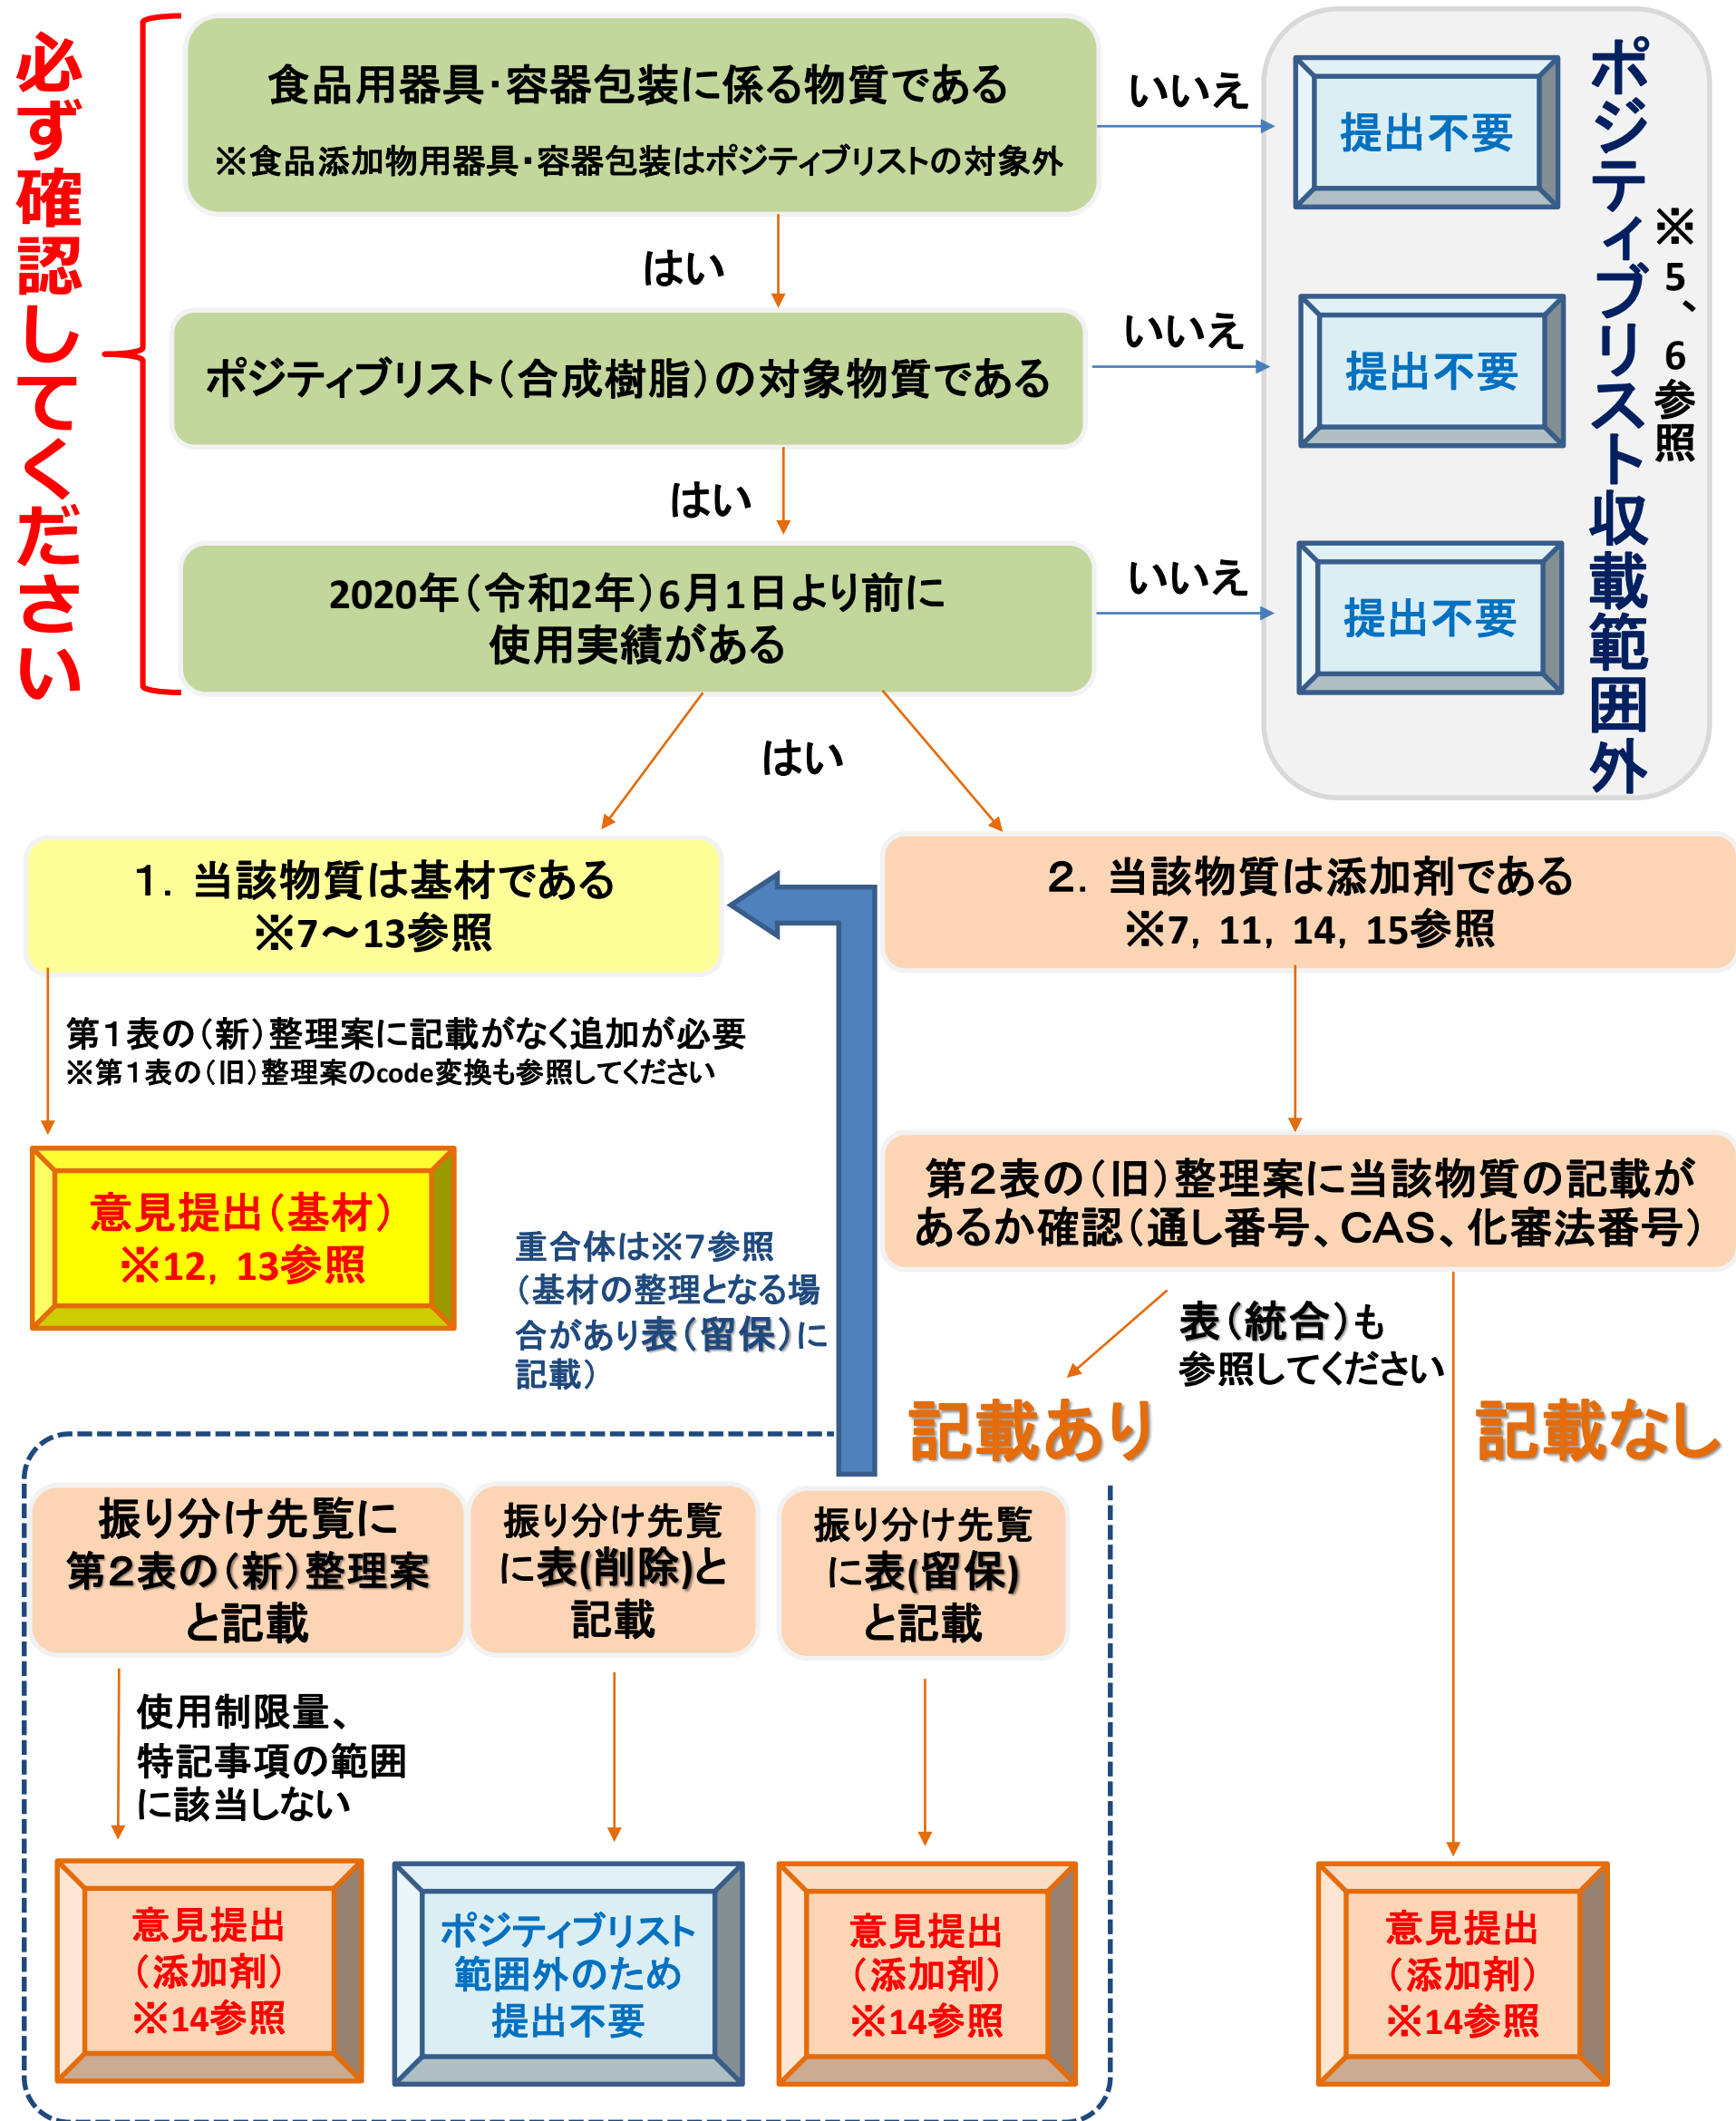 必ず確認してください
食品用器具・容器包装に係る物質である
※食品添加物用器具・容器包装はポジティブリストの対象外
いいえ
提出不要
ポジティブリスト収載範囲外
※5、6参照
はい
ポジティブリスト（合成樹脂）の対象物質である
いいえ
提出不要
はい
2020年（令和2年）6月1日より前に
使用実績がある
いいえ
提出不要
はい
１．当該物質は基材である
※7～13参照
２．当該物質は添加剤である
※7，11，14，15参照
第１表の（新）整理案に記載がなく追加が必要
※第１表の（旧）整理案のcode変換も参照してください
意見提出（基材）
※12，13参照
第２表の（旧）整理案に当該物質の記載が
あるか確認（通し番号、ＣＡＳ、化審法番号）
重合体は※７参照
（基材の整理となる場
合があり表（留保）に
記載）
表（統合）も
参照してください
記載あり
記載なし
振り分け先覧に
第２表の（新）整理案
と記載
振り分け先覧
に表(削除)と
記載
振り分け先覧
に表(留保)
と記載
使用制限量、
特記事項の範囲
に該当しない
意見提出
（添加剤）
※14参照
ポジティブリスト
範囲外のため
提出不要
意見提出
（添加剤）
※14参照
意見提出
（添加剤）
※14参照